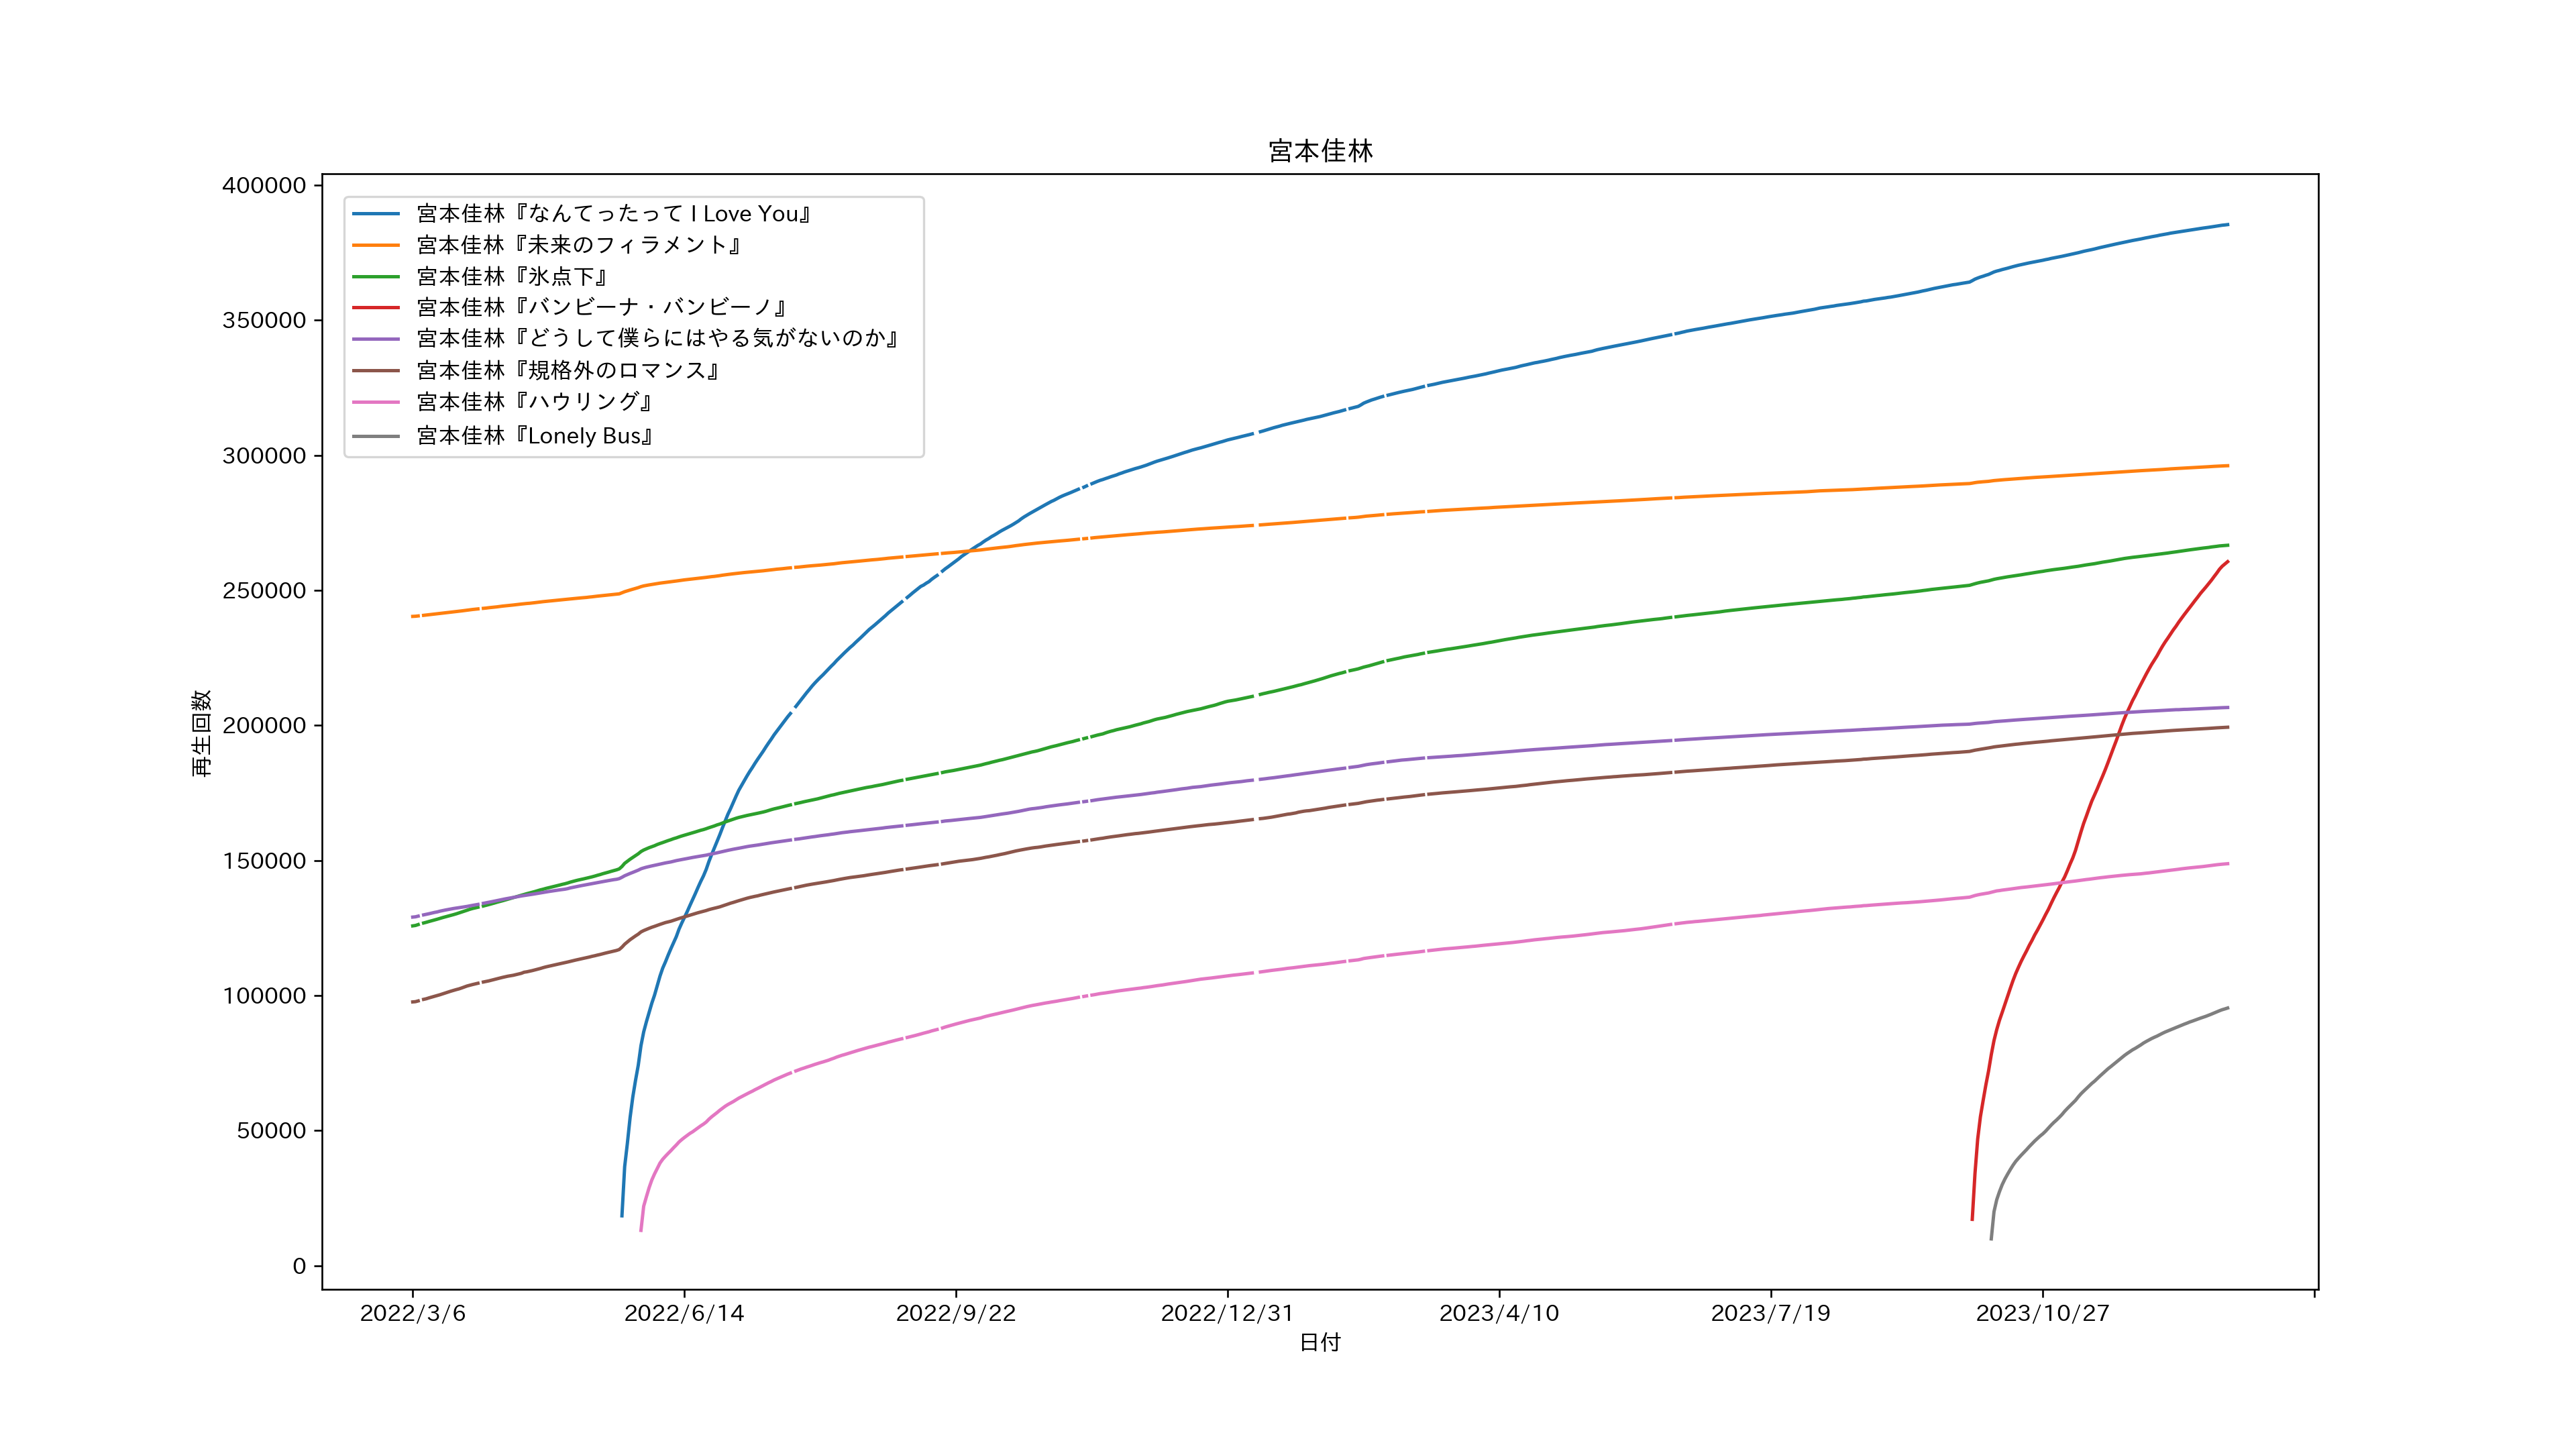 宮本佳林
400000
350000
300000
250000
200000
150000
100000
50000
0
宮本佳林『なんてったって I Love You』
宮本佳林『未来のフィラメント』
宮本佳林『氷点下』
宮本佳林『バンビーナ・バンビーノ』
宮本佳林『どうして僕らにはやる気がないのか』
宮本佳林『規格外のロマンス』
宮本佳林『ハウリング』
宮本佳林『Lonely Bus』
再生回数
2022/3/6 2022/6/14 2022/9/22 2022/12/31 2023/4/10 2023/7/19 2023/10/27
日付